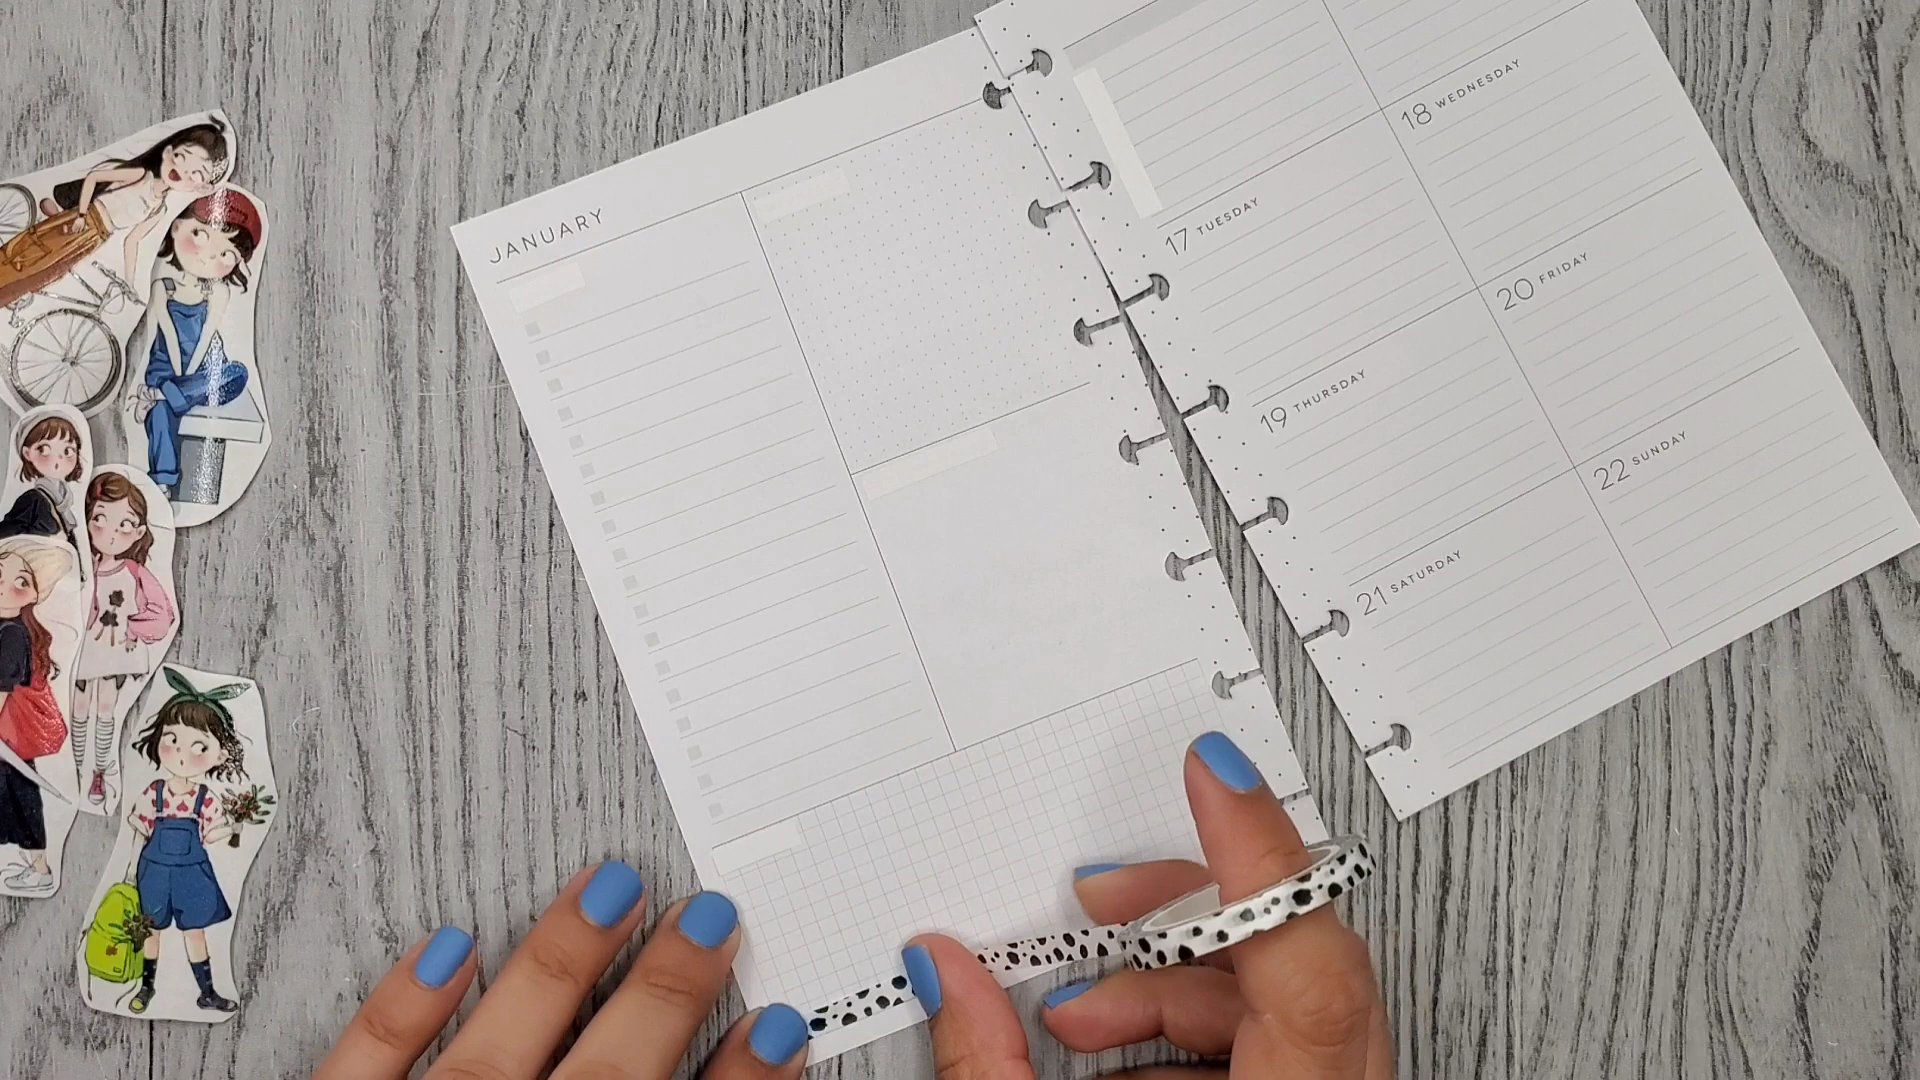 JANUARY
17 TUESDAY
18 WEDNESDAY
19 THURSDAY
20 FRIDAY
21 SATURDAY
22 SUNDAY